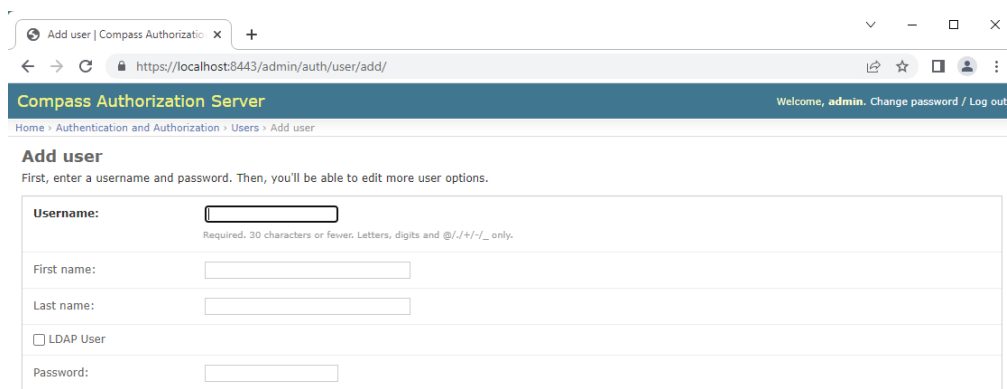 Add user | Compass Authorizatio
https://localhost:8443/admin/auth/user/add/
Compass Authorization Server
Welcome, admin. Change password / Log out
Home › Authentication and Authorization › Users › Add user
Add user
First, enter a username and password. Then, you'll be able to edit more user options.
Username:
Required. 30 characters or fewer. Letters, digits and @/./+/-/_ only.
First name:
Last name:
LDAP User
Password: